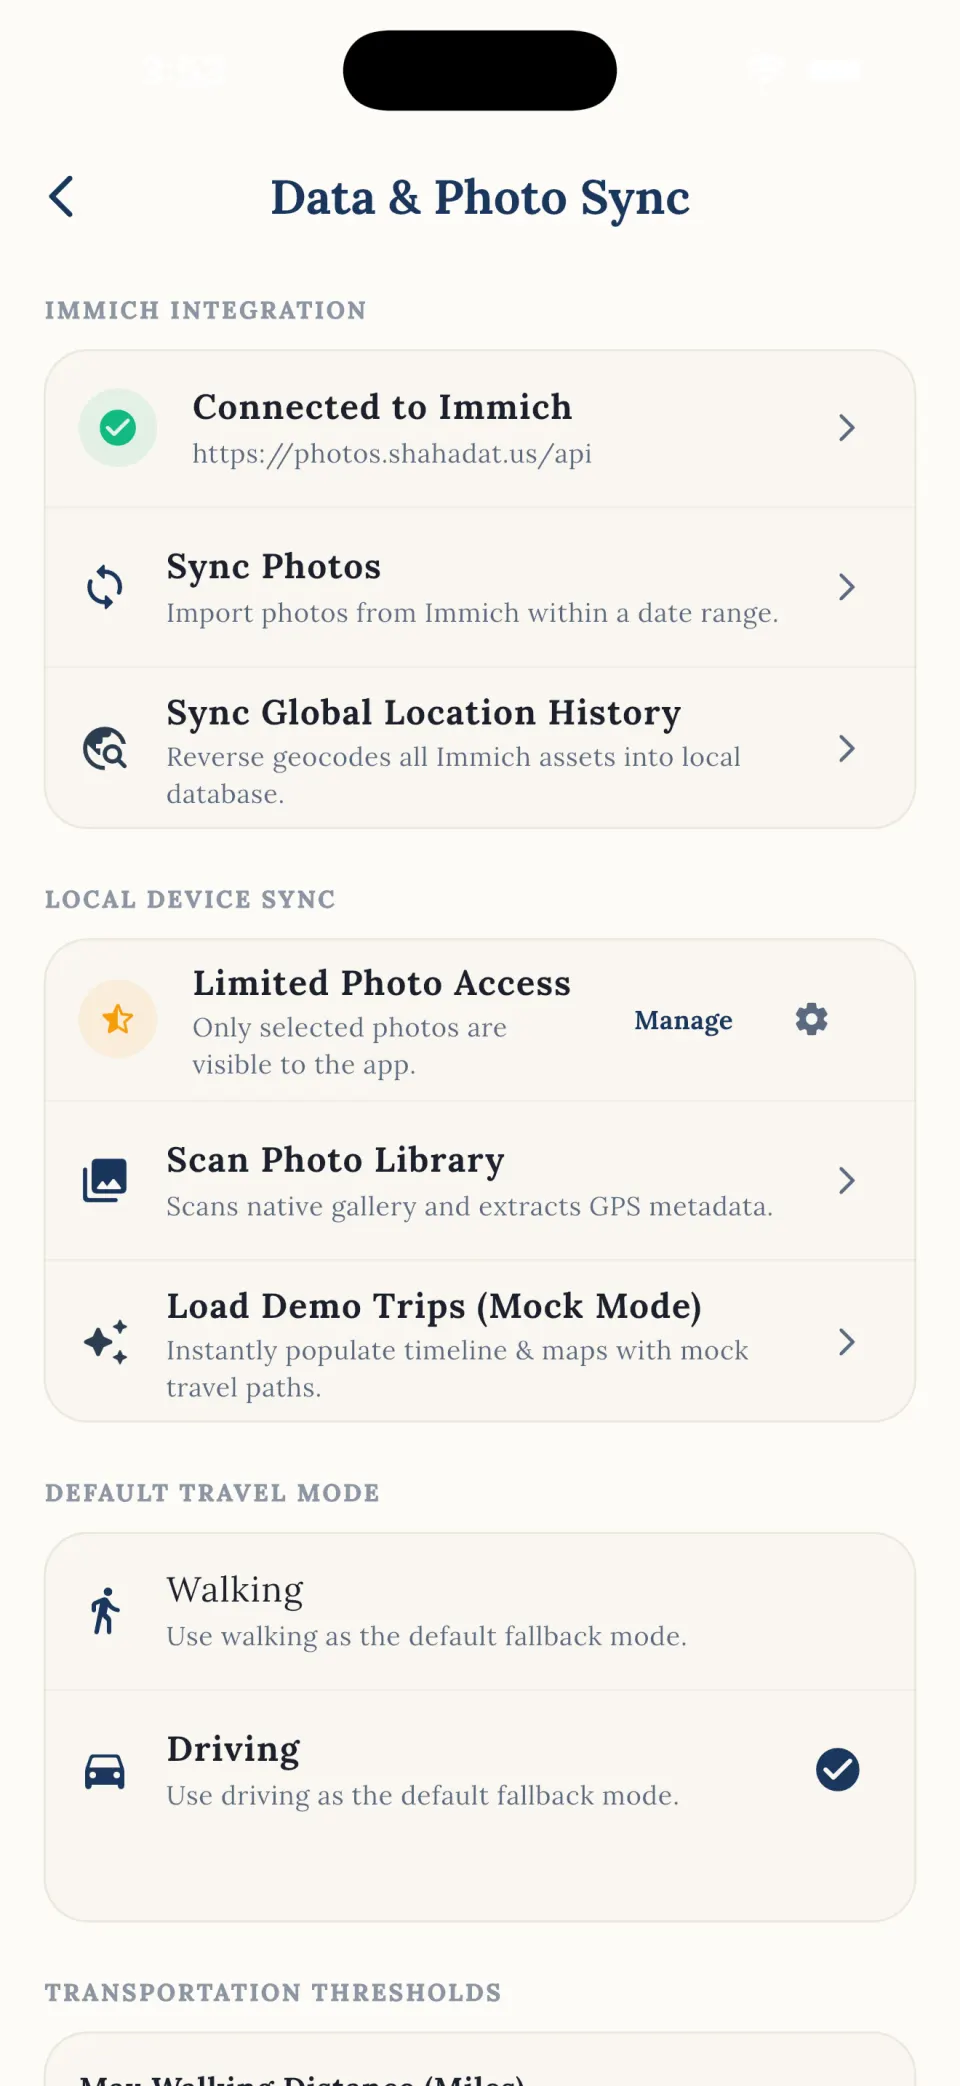 Data & Photo Sync
IMMICH INTEGRATION
Connected to Immich
https://photos.shahadat.us/api
Sync Photos
Import photos from Immich within a date range.
Sync Global Location History
Reverse geocodes all Immich assets into local
database.
LOCAL DEVICE SYNC
Limited Photo Access
Only selected photos are
visible to the app.
Manage
Scan Photo Library
Scans native gallery and extracts GPS metadata.
Load Demo Trips (Mock Mode)
Instantly populate timeline & maps with mock
travel paths.
DEFAULT TRAVEL MODE
Walking
Use walking as the default fallback mode.
Driving
Use driving as the default fallback mode.
TRANSPORTATION THRESHOLDS
Max Walking Distance (Miles)